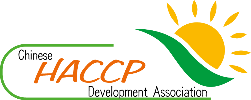 Chinese
HACCP
Development Association